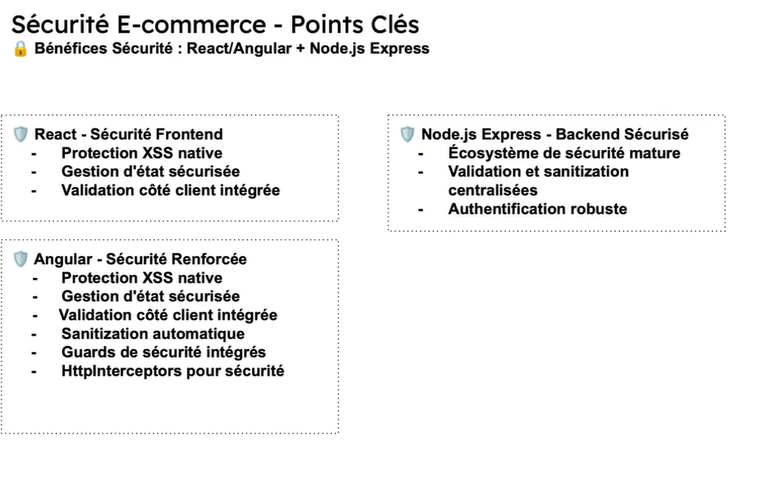 Sécurité E-commerce - Points Clés
🔒 Bénéfices Sécurité : React/Angular + Node.js Express
🛡️ React - Sécurité Frontend
- Protection XSS native
- Gestion d'état sécurisée
- Validation côté client intégrée
🛡️ Node.js Express - Backend Sécurisé
- Écosystème de sécurité mature
- Validation et sanitization
centralisées
- Authentification robuste
🛡️ Angular - Sécurité Renforcée
- Protection XSS native
- Gestion d'état sécurisée
- Validation côté client intégrée
- Sanitization automatique
- Guards de sécurité intégrés
- HttpInterceptors pour sécurité